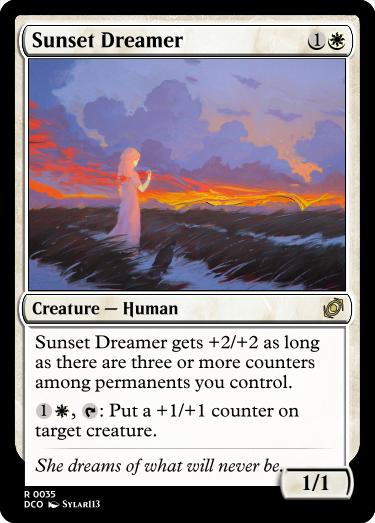 Sunset Dreamer 1
Creature — Human
Sunset Dreamer gets +2/+2 as long
as there are three or more counters
among permanents you control.
1, : Put a +1/+1 counter on
target creature.
She dreams of what will never be.
1/1
R 0035
DCO Sylar113